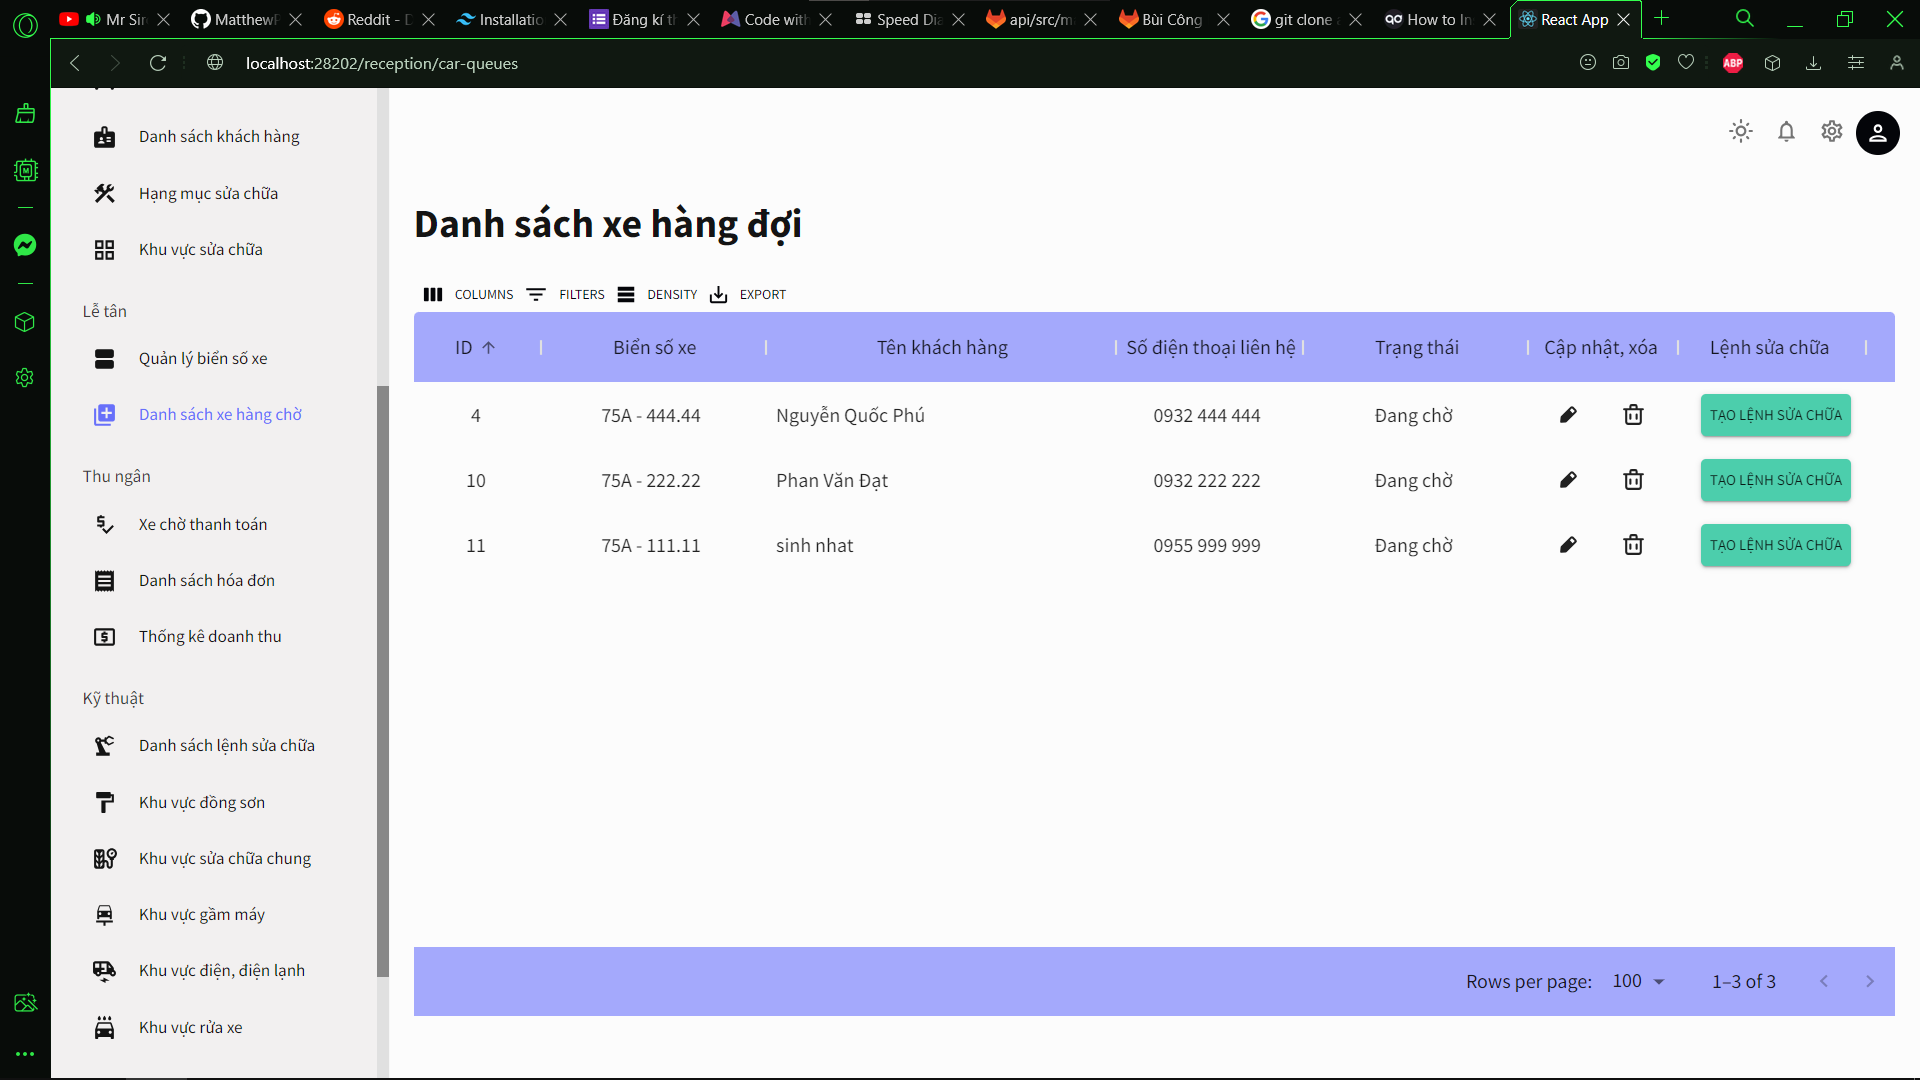 Mr Sir
MatthewP
Reddit - D
Installatio
Đăng kí th
Code with
Speed Dia
api/src/m
Bùi Công
git clone
How to In
React App
localhost:28202/reception/car-queues
Danh sách khách hàng
Hạng mục sửa chữa
Khu vực sửa chữa
Lễ tân
Quản lý biển số xe
Danh sách xe hàng chờ
Thu ngân
Xe chờ thanh toán
Danh sách hóa đơn
Thống kê doanh thu
Kỹ thuật
Danh sách lệnh sửa chữa
Khu vực đồng sơn
Khu vực sửa chữa chung
Khu vực gầm máy
Khu vực điện, điện lạnh
Khu vực rửa xe
Danh sách xe hàng đợi
COLUMNS FILTERS DENSITY EXPORT
ID Biển số xe Tên khách hàng Số điện thoại liên hệ Trạng thái Cập nhật, xóa Lệnh sửa chữa
4 75A - 444.44 Nguyễn Quốc Phú 0932 444 444 Đang chờ TẠO LỆNH SỬA CHỮA
10 75A - 222.22 Phan Văn Đạt 0932 222 222 Đang chờ TẠO LỆNH SỬA CHỮA
11 75A - 111.11 sinh nhat 0955 999 999 Đang chờ TẠO LỆNH SỬA CHỮA
Rows per page: 100 1–3 of 3